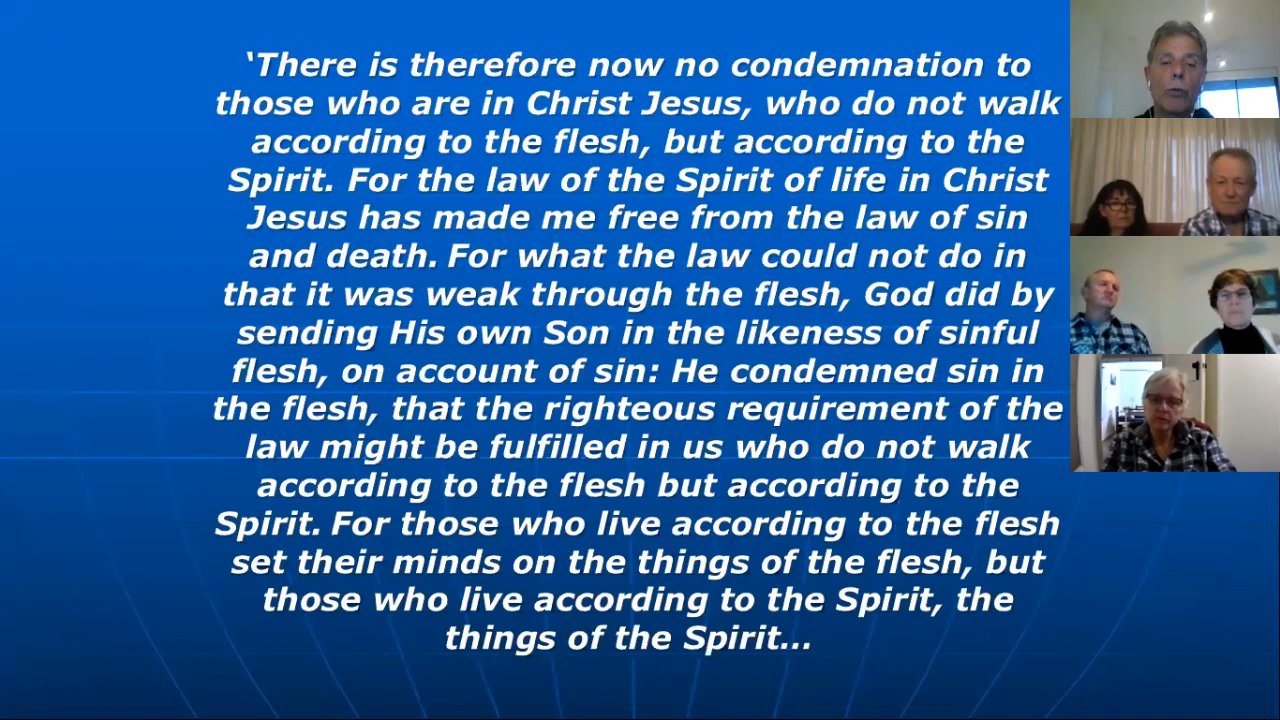 ‘There is therefore now no condemnation to
those who are in Christ Jesus, who do not walk
according to the flesh, but according to the
Spirit. For the law of the Spirit of life in Christ
Jesus has made me free from the law of sin
and death. For what the law could not do in
that it was weak through the flesh, God did by
sending His own Son in the likeness of sinful
flesh, on account of sin: He condemned sin in
the flesh, that the righteous requirement of the
law might be fulfilled in us who do not walk
according to the flesh but according to the
Spirit. For those who live according to the flesh
set their minds on the things of the flesh, but
those who live according to the Spirit, the
things of the Spirit...